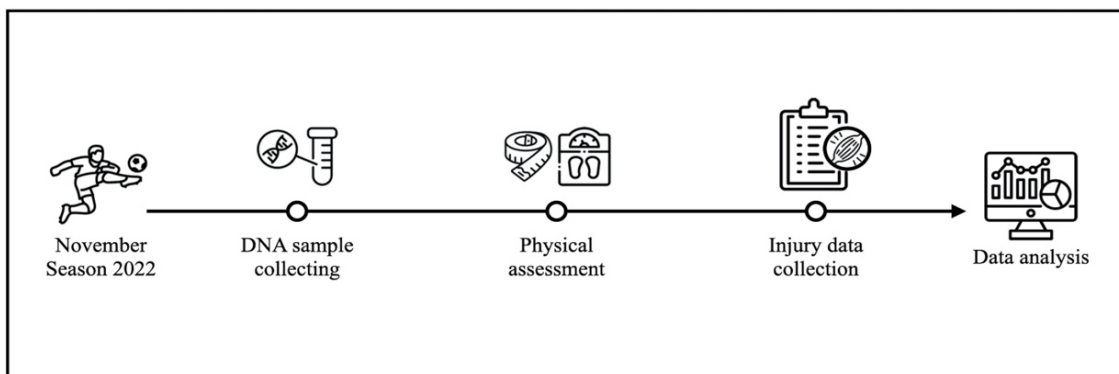 November
Season 2022
DNA sample
collecting
Physical
assessment
Injury data
collection
Data analysis